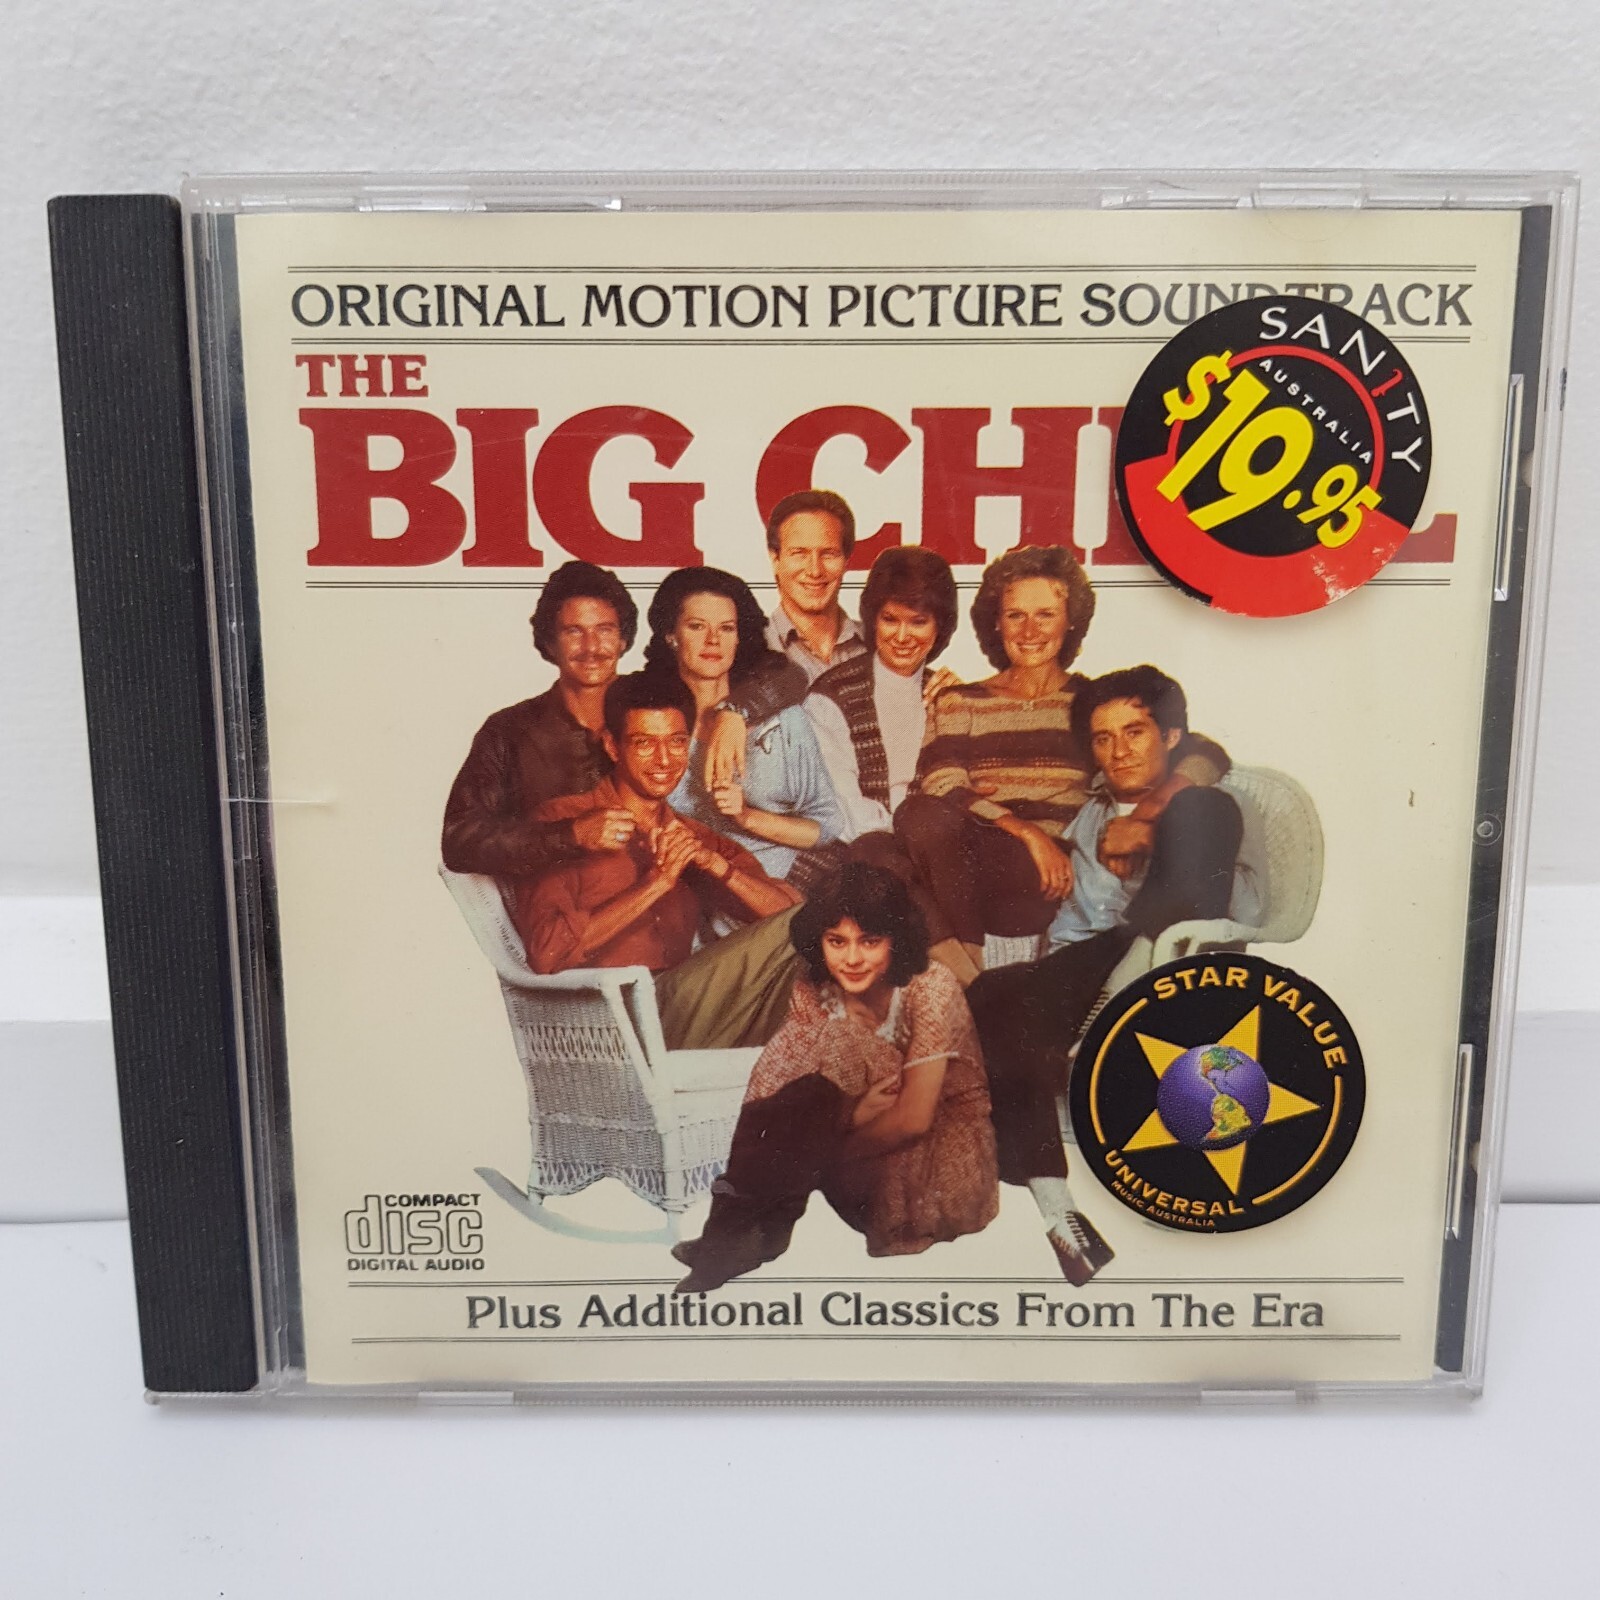 ORIGINAL MOTION PICTURE SOUNDTRACK
THE
BIG CH L
SANITY
AUSTRALIA
$19.95
STAR VALUE
UNIVERSAL
MUSIC AUSTRALIA
COMPACT
disc
DIGITAL AUDIO
Plus Additional Classics From The Era